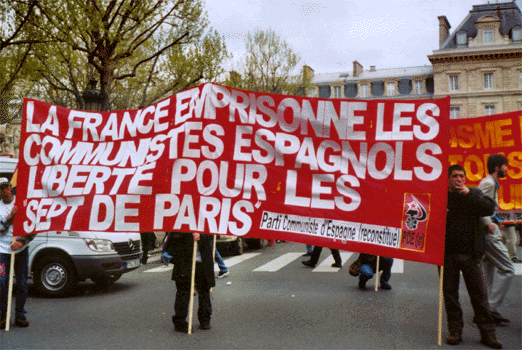 LA FRANCE EMPRISONNE LES
COMMUNISTES ESPAGNOLS
LIBERTÉ POUR LES
"SEPT DE PARIS"
Parti Communiste d'Espagne (reconstitué)